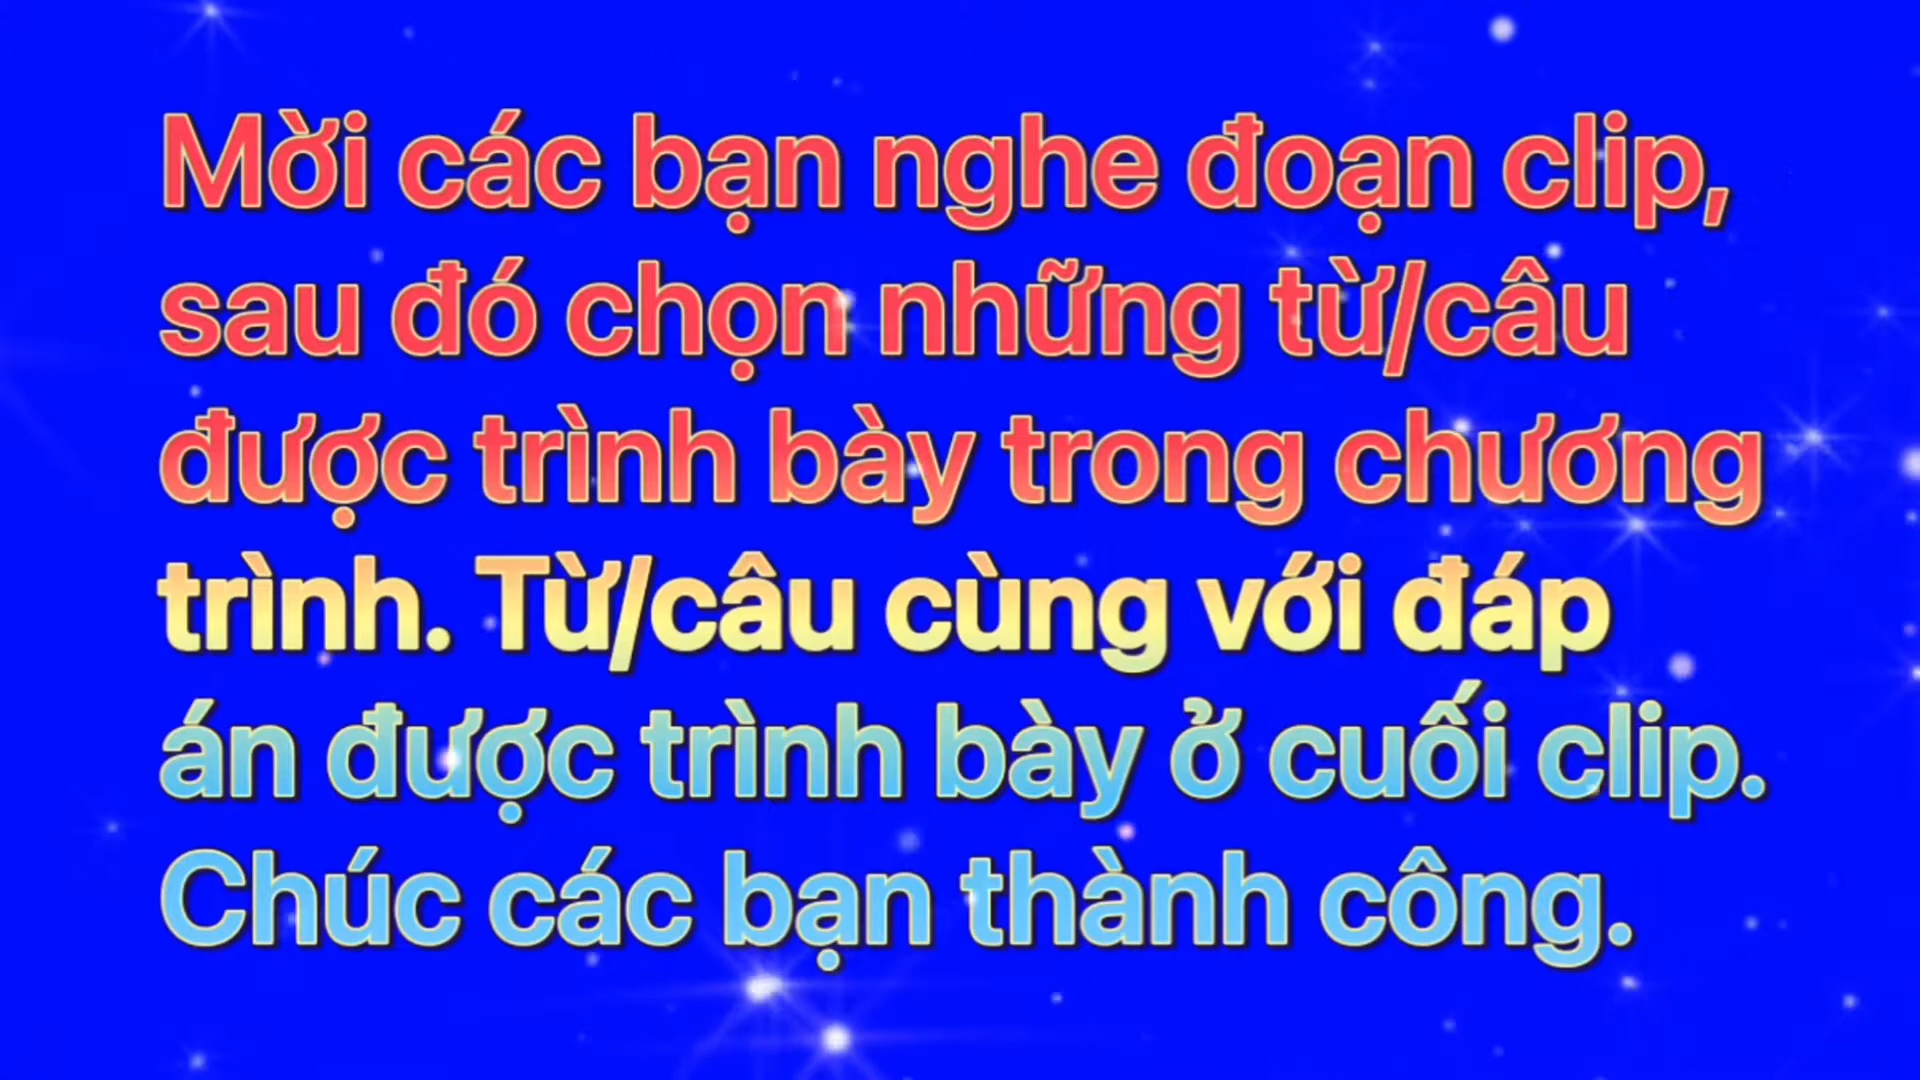 Mời các bạn nghe đoạn clip,
sau đó chọn những từ/câu
được trình bày trong chương
trình. Từ/câu cùng với đáp
án được trình bày ở cuối clip.
Chúc các bạn thành công.